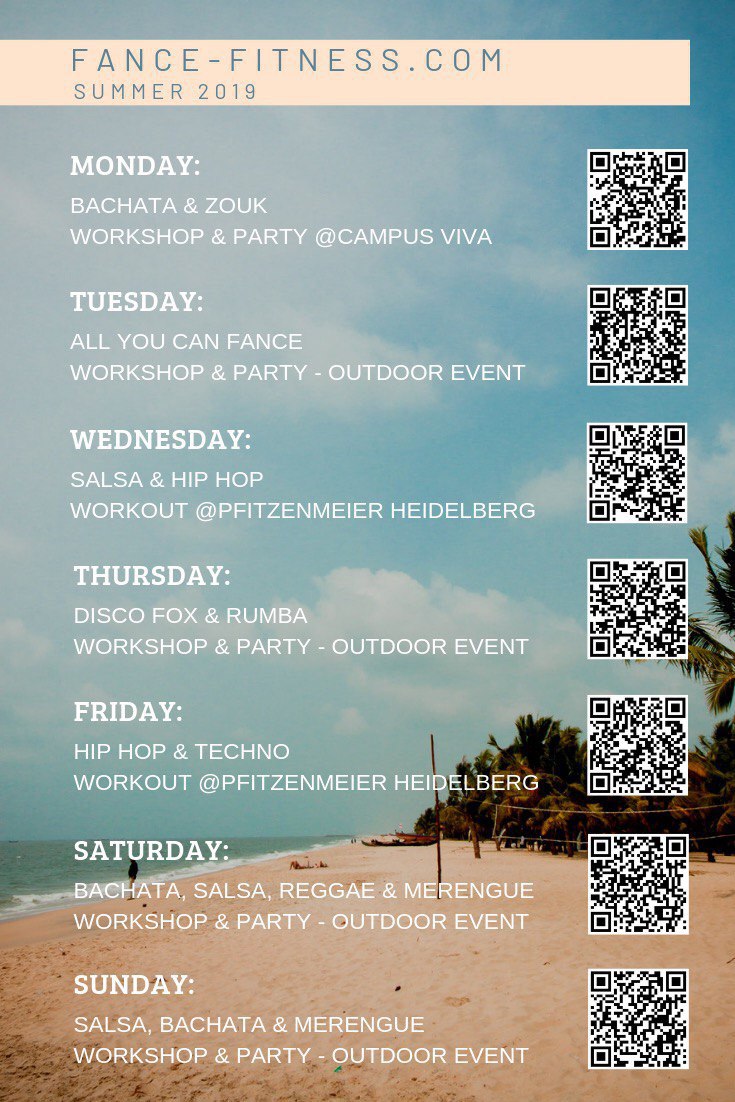 FANCE-FITNESS.COM
SUMMER 2019
MONDAY:
BACHATA & ZOUK
WORKSHOP & PARTY @CAMPUS VIVA
TUESDAY:
ALL YOU CAN FANCE
WORKSHOP & PARTY - OUTDOOR EVENT
WEDNESDAY:
SALSA & HIP HOP
WORKOUT @PFITZENMEIER HEIDELBERG
THURSDAY:
DISCO FOX & RUMBA
WORKSHOP & PARTY - OUTDOOR EVENT
FRIDAY:
HIP HOP & TECHNO
WORKOUT @PFITZENMEIER HEIDELBERG
SATURDAY:
BACHATA, SALSA, REGGAE & MERENGUE
WORKSHOP & PARTY - OUTDOOR EVENT
SUNDAY:
SALSA, BACHATA & MERENGUE
WORKSHOP & PARTY - OUTDOOR EVENT